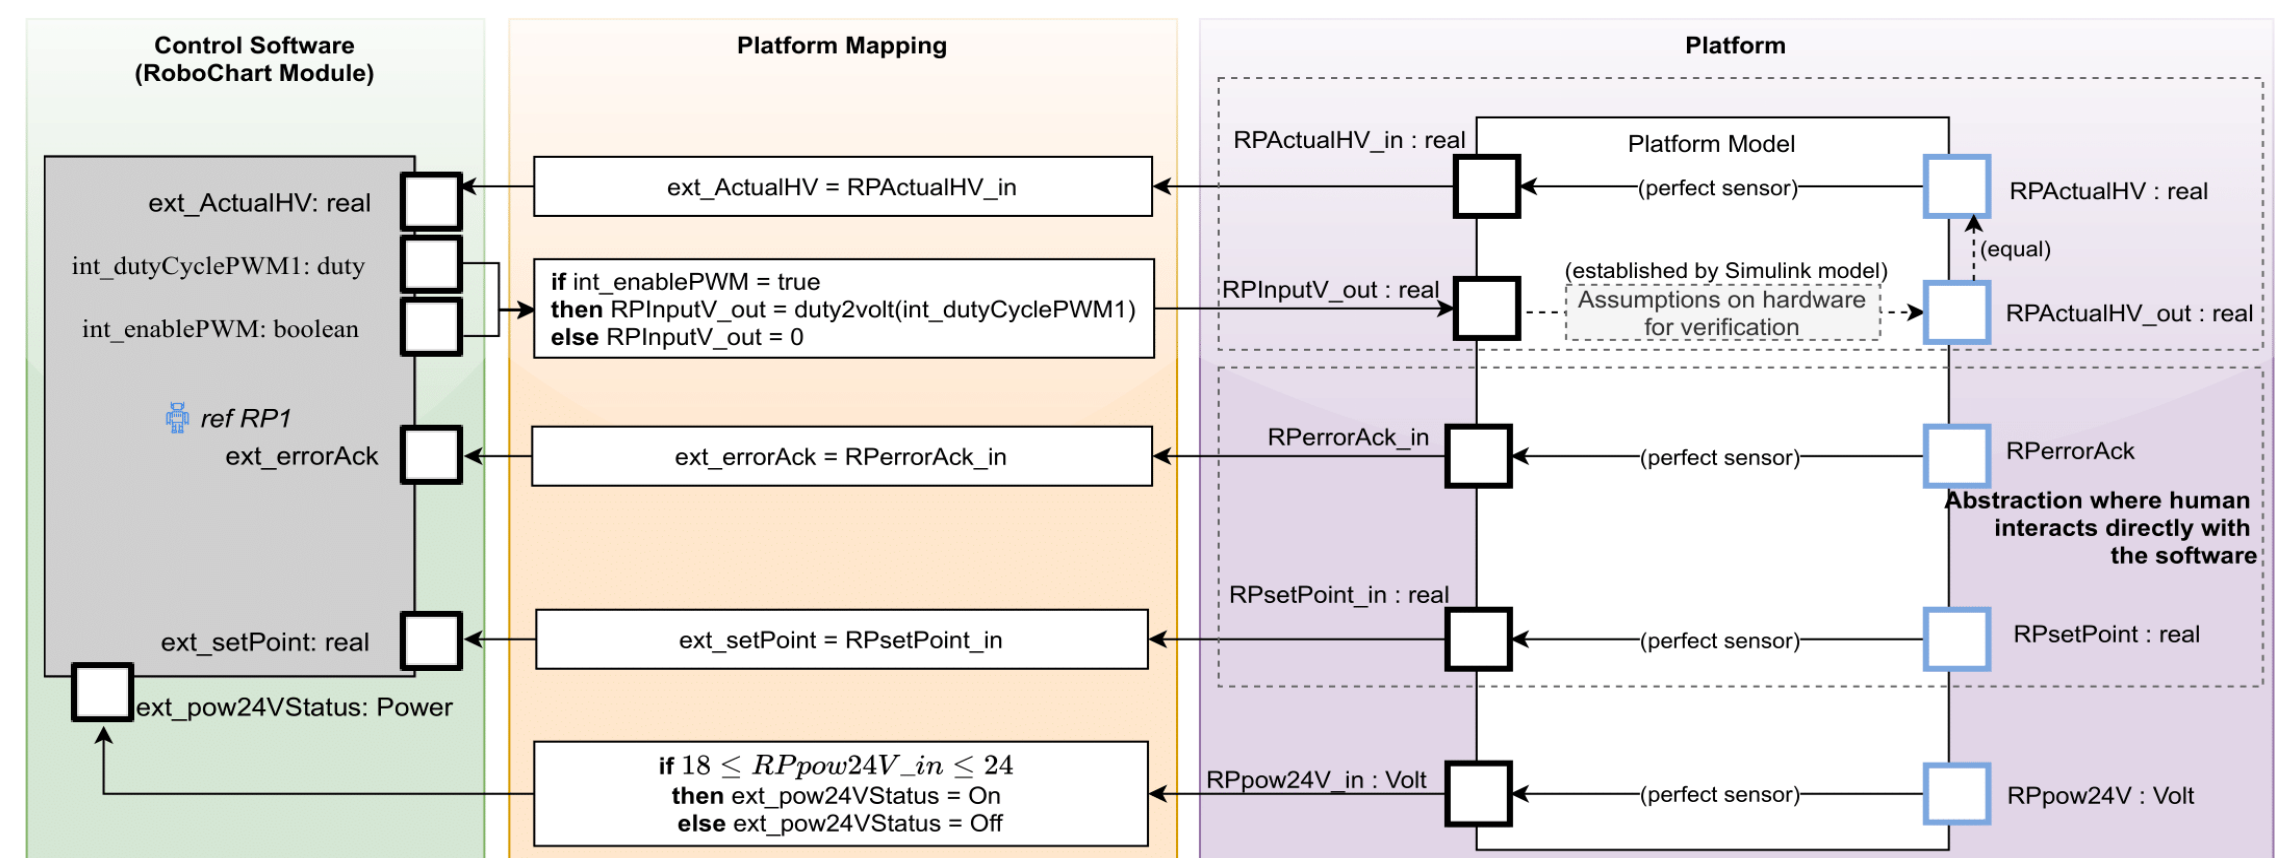 Control Software
(RoboChart Module)
Platform Mapping
Platform
ext_ActualHV: real
int_dutyCyclePWM1: duty
int_enablePWM: boolean
ref RP1
ext_errorAck
ext_setPoint: real
ext_pow24VStatus: Power
ext_ActualHV = RPActualHV_in
if int_enablePWM = true
then RPInputV_out = duty2volt(int_dutyCyclePWM1)
else RPInputV_out = 0
ext_errorAck = RPerrorAck_in
ext_setPoint = RPsetPoint_in
if 18 ≤ RPpow24V_in ≤ 24
then ext_pow24VStatus = On
else ext_pow24VStatus = Off
RPActualHV_in : real
Platform Model
(perfect sensor)
RPActualHV : real
(equal)
RPInputV_out : real
(established by Simulink model)
Assumptions on hardware
for verification
RPActualHV_out : real
RPerrorAck_in
(perfect sensor)
RPerrorAck
Abstraction where human
interacts directly with
the software
RPsetPoint_in : real
(perfect sensor)
RPsetPoint : real
RPpow24V_in : Volt
(perfect sensor)
RPpow24V : Volt